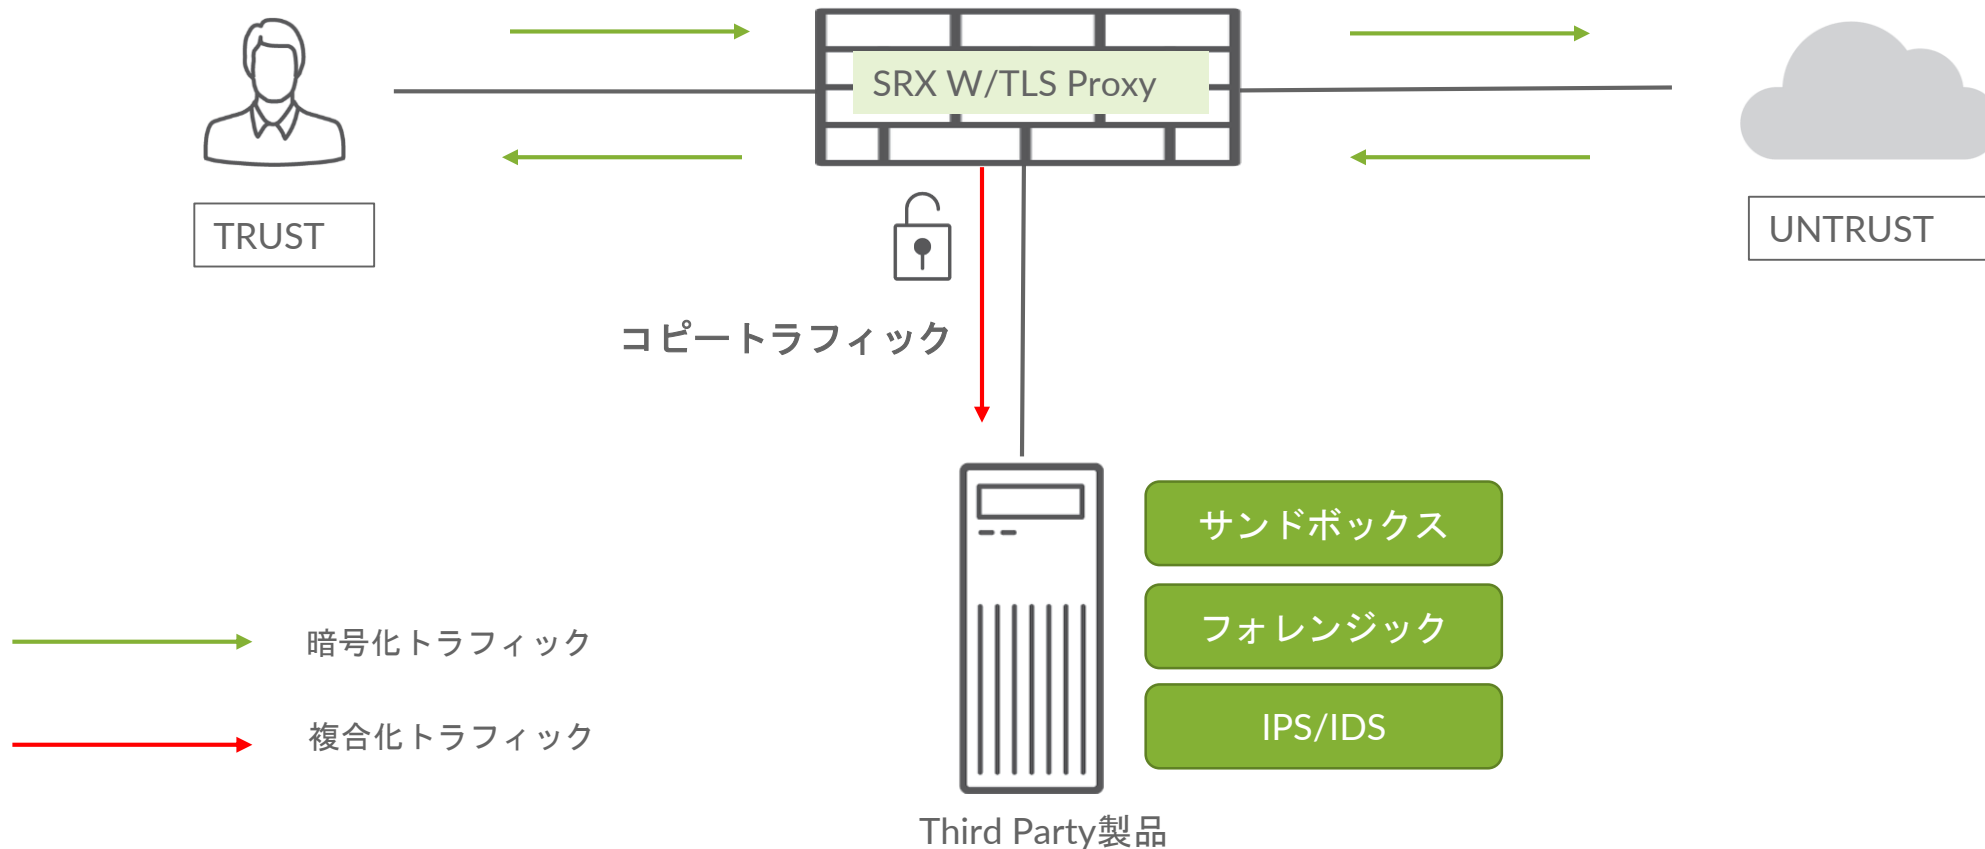 SRX W/TLS Proxy
TRUST
UNTRUST
コピートラフィック
サンドボックス
フォレンジック
IPS/IDS
暗号化トラフィック
複合化トラフィック
Third Party製品